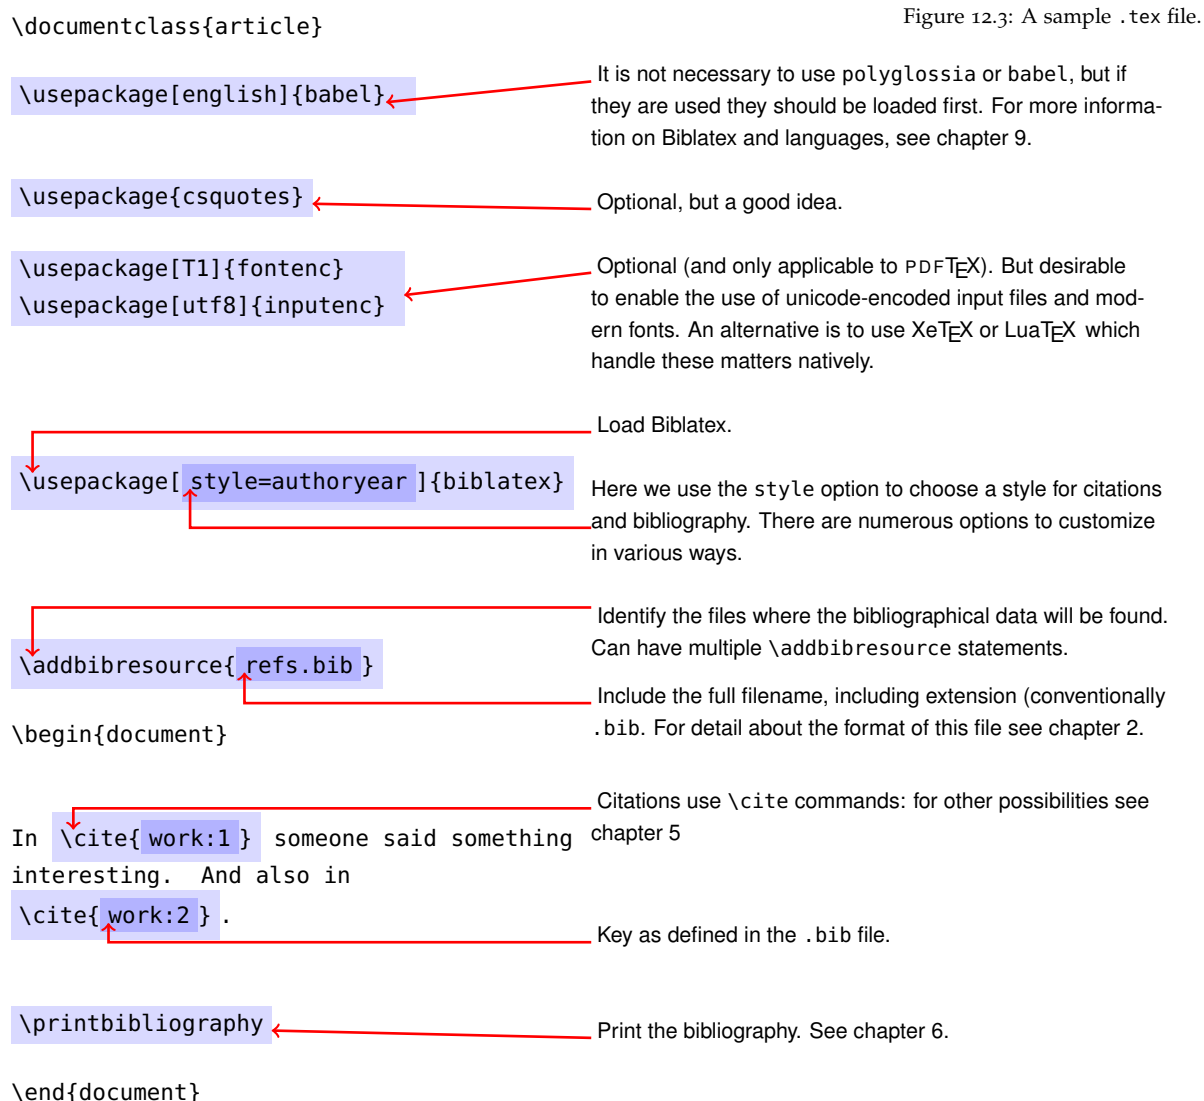 Figure 12.3: A sample .tex file.
\documentclass{article}
\usepackage[english]{babel}
It is not necessary to use polyglossia or babel, but if
they are used they should be loaded first. For more informa-
tion on Biblatex and languages, see chapter 9.
\usepackage{csquotes}
Optional, but a good idea.
\usepackage[T1]{fontenc}
\usepackage[utf8]{inputenc}
Optional (and only applicable to PDFTEX). But desirable
to enable the use of unicode-encoded input files and mod-
ern fonts. An alternative is to use XeTEX or LuaTEX which
handle these matters natively.
Load Biblatex.
\usepackage[style=authoryear]{biblatex}
Here we use the style option to choose a style for citations
and bibliography. There are numerous options to customize
in various ways.
Identify the files where the bibliographical data will be found.
Can have multiple \addbibresource statements.
\addbibresource{refs.bib}
Include the full filename, including extension (conventionally
.bib. For detail about the format of this file see chapter 2.
\begin{document}
Citations use \cite commands: for other possibilities see
chapter 5
In \cite{work:1} someone said something
interesting. And also in
\cite{work:2}.
Key as defined in the .bib file.
\printbibliography
Print the bibliography. See chapter 6.
\end{document}